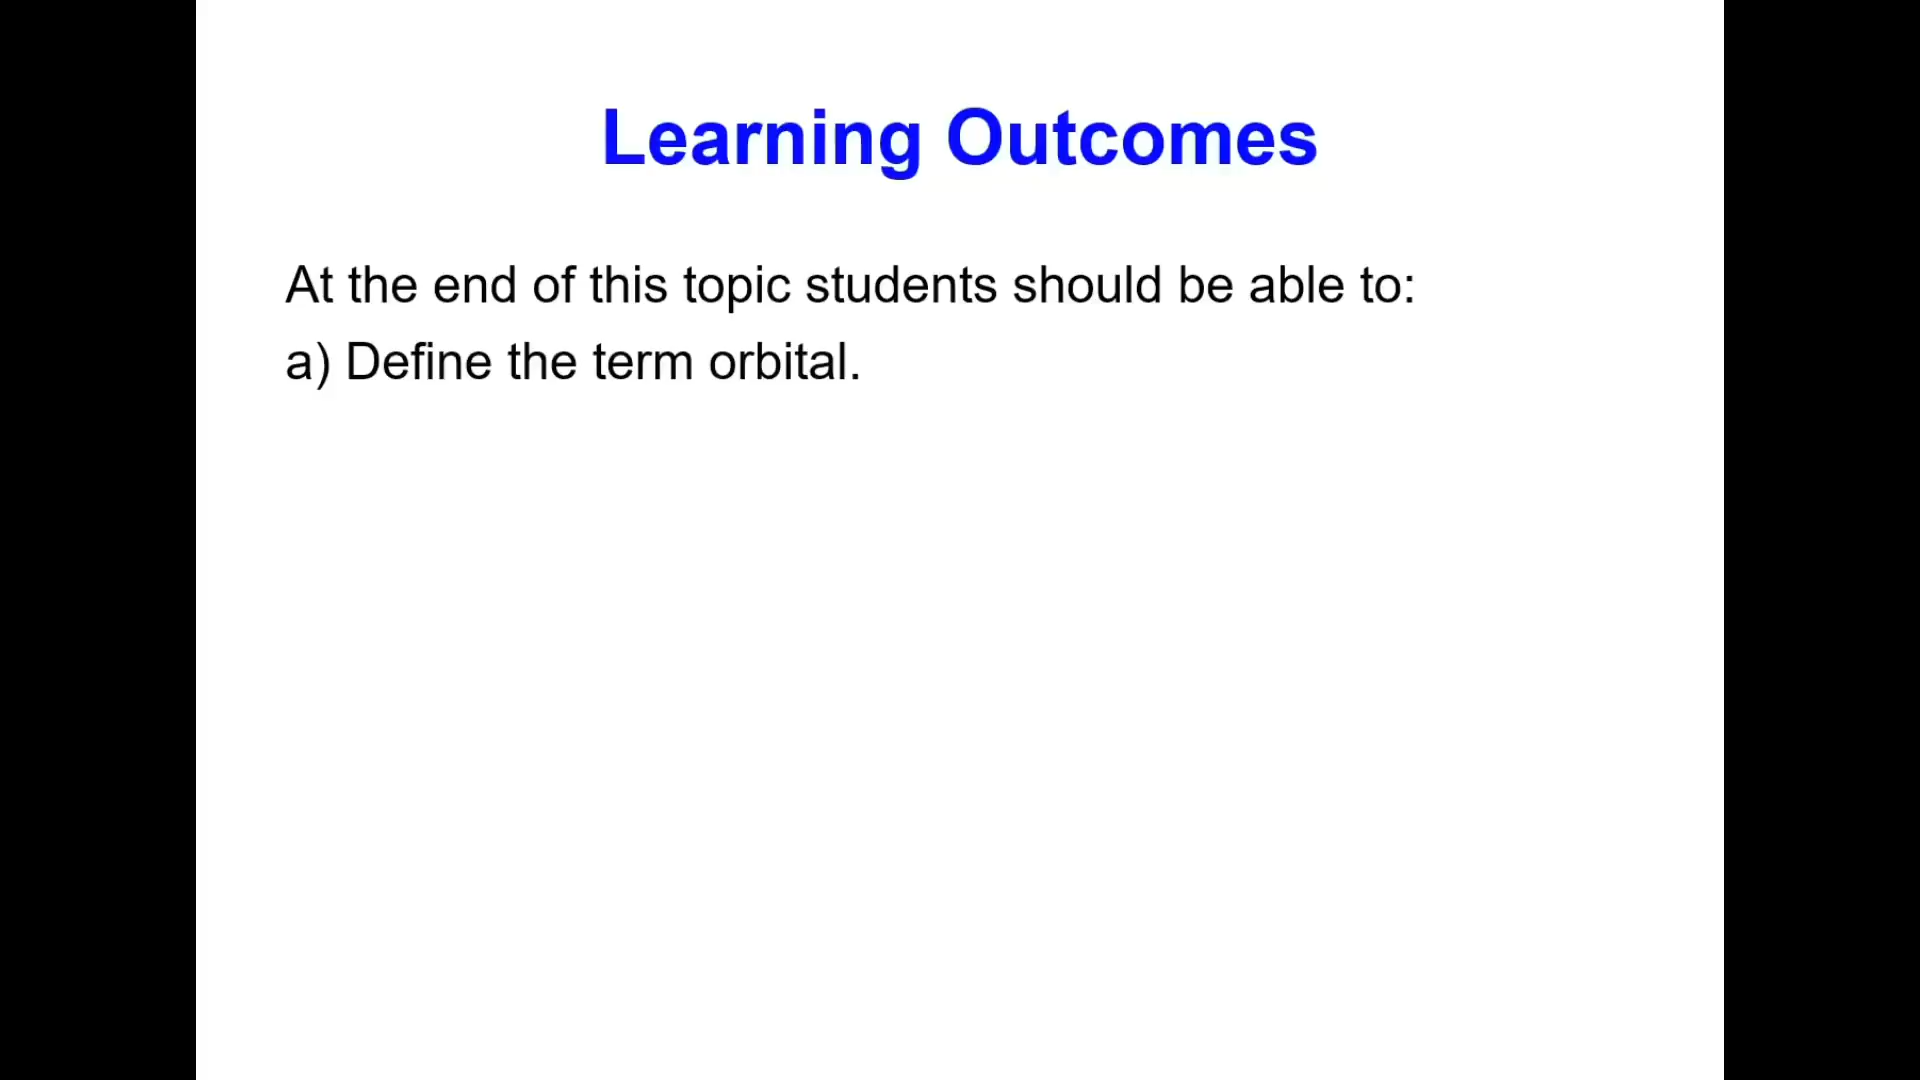 Learning Outcomes
At the end of this topic students should be able to:
a) Define the term orbital.